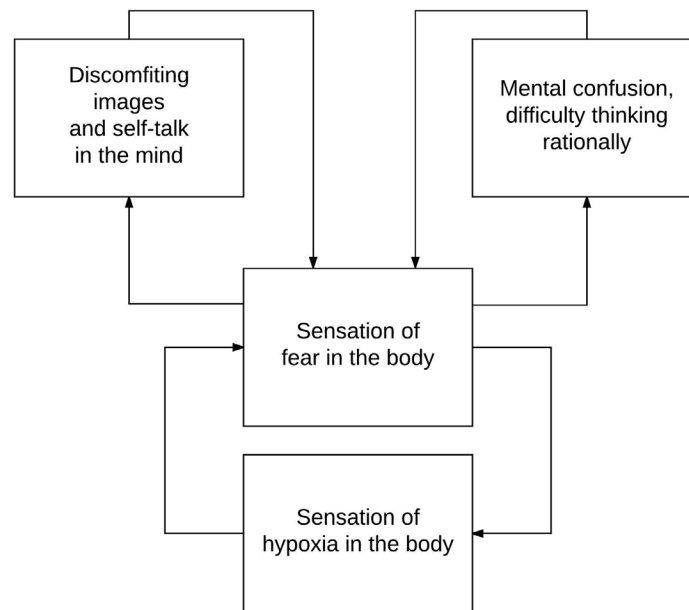 Discomfiting
images
and self-talk
in the mind
Mental confusion,
difficulty thinking
rationally
Sensation of
fear in the body
Sensation of
hypoxia in the body